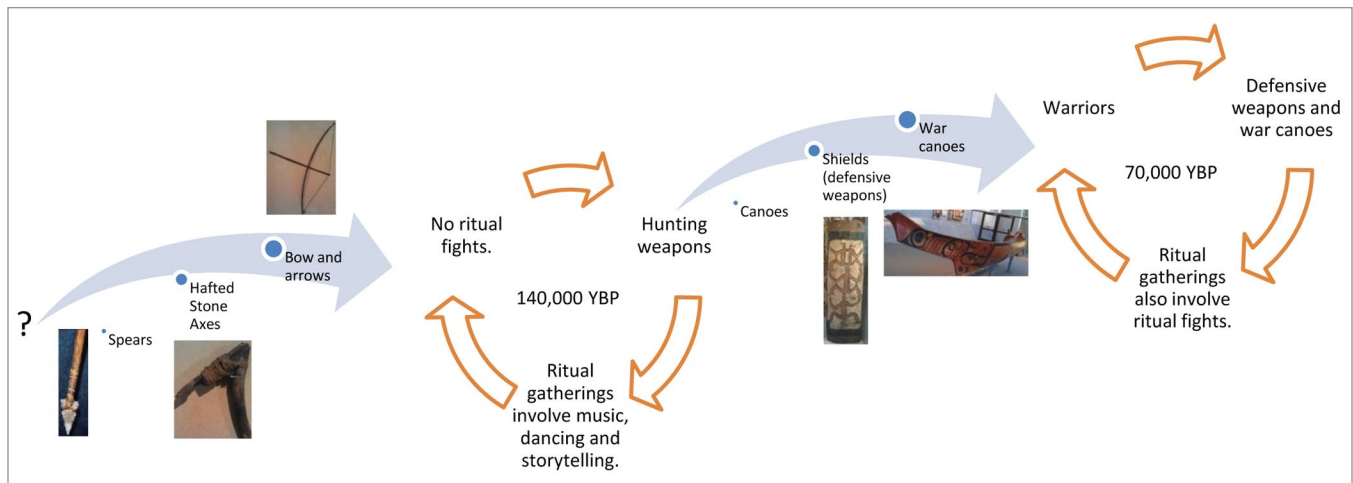 ?
Spears
Hafted
Stone
Axes
Bow and
arrows
No ritual
fights.
Hunting
weapons
140,000 YBP
Ritual
gatherings
involve music,
dancing and
storytelling.
Canoes
Shields
(defensive
weapons)
War
canoes
Warriors
Defensive
weapons and
war canoes
70,000 YBP
Ritual
gatherings
also involve
ritual fights.